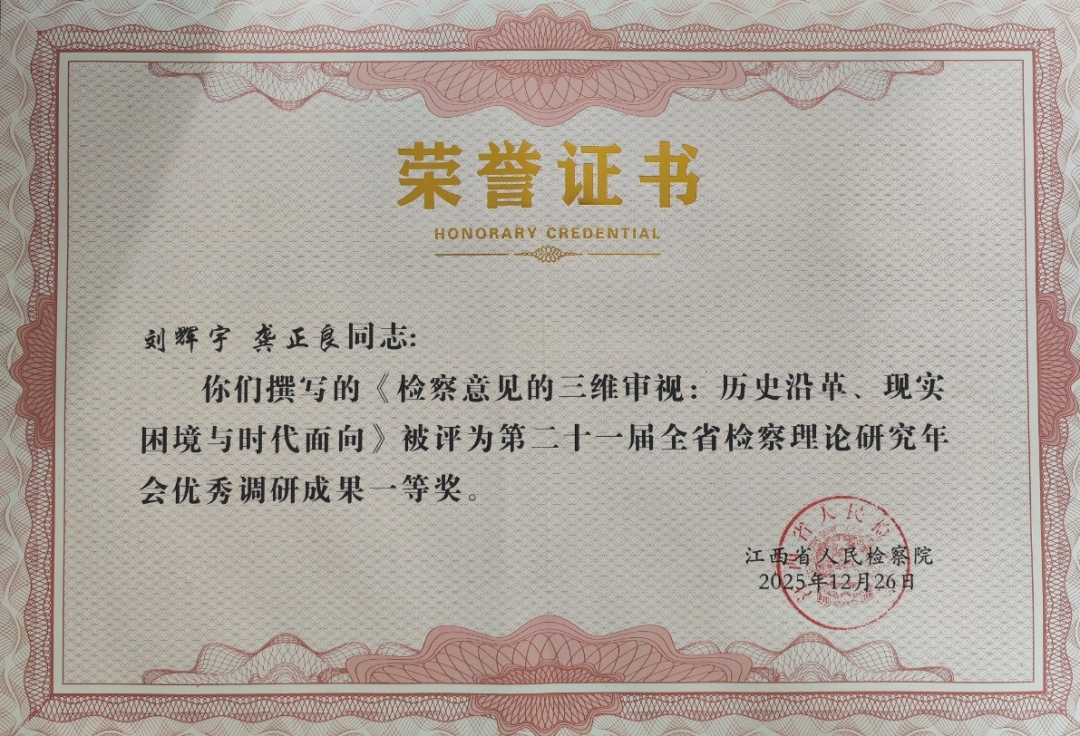 荣誉证书
HONORARY CREDENTIAL
刘辉宇 龚正良同志:
你们撰写的《检察意见的三维审视：历史沿革、现实
困境与时代面向》被评为第二十一届全省检察理论研究年
会优秀调研成果一等奖。
江西省人民检察院
2025年12月26日